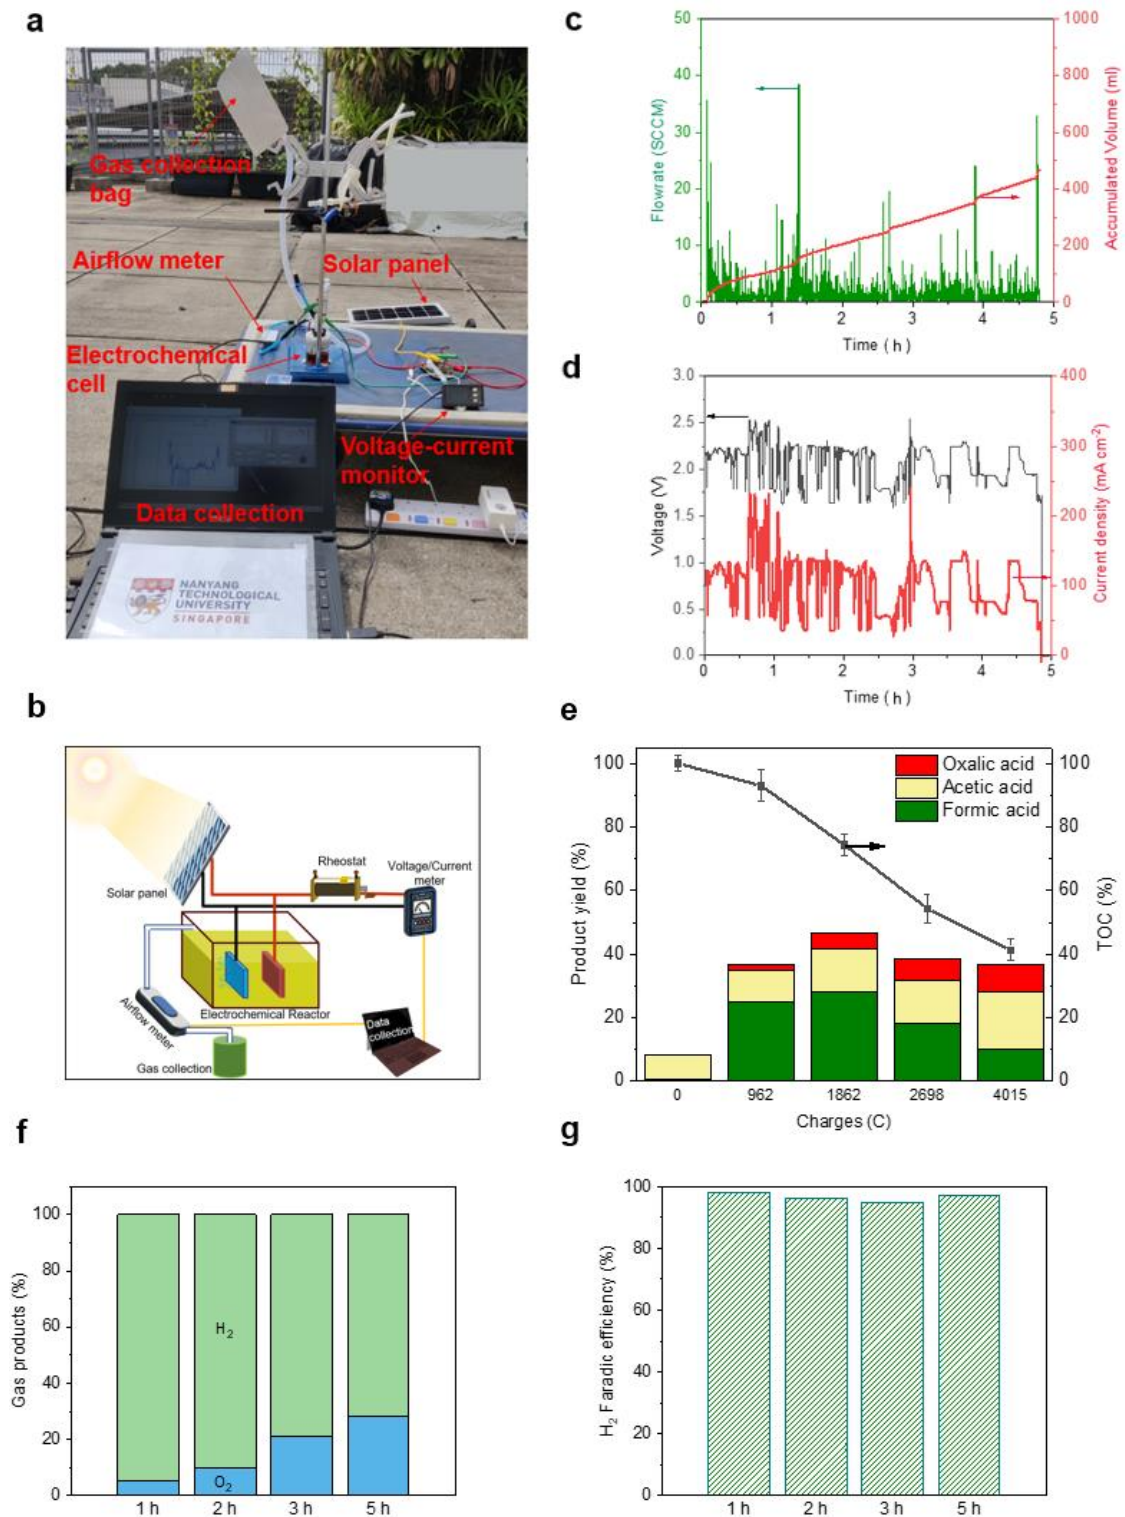 a
Gas collection
bag
Airflow meter
Solar panel
Electrochemical
cell
Voltage-current
monitor
Data collection
NANYANG
TECHNOLOGICAL
UNIVERSITY
SINGAPORE
b
Solar panel
Rheostat
Voltage/Current
meter
Electrochemical Reactor
Airflow meter
Gas collection
Data
collection
c
50
40
30
20
10
0
Flowrate (SCCM)
1000
800
600
400
200
0
Accumulated Volume (ml)
0 1 2 3 4 5
Time ( h )
d
3.0
2.5
2.0
1.5
1.0
0.5
0.0
Voltage (V)
400
300
200
100
0
Current density (mA cm-2)
0 1 2 3 4 5
Time ( h )
e
100
80
60
40
20
0
Product yield (%)
Oxalic acid
Acetic acid
Formic acid
100
80
60
40
20
0
TOC (%)
0 962 1862 2698 4015
Charges (C)
f
100
80
60
40
20
0
Gas products (%)
H2
O2
1 h 2 h 3 h 5 h
g
100
80
60
40
20
0
H2 Faradic efficiency (%)
1 h 2 h 3 h 5 h